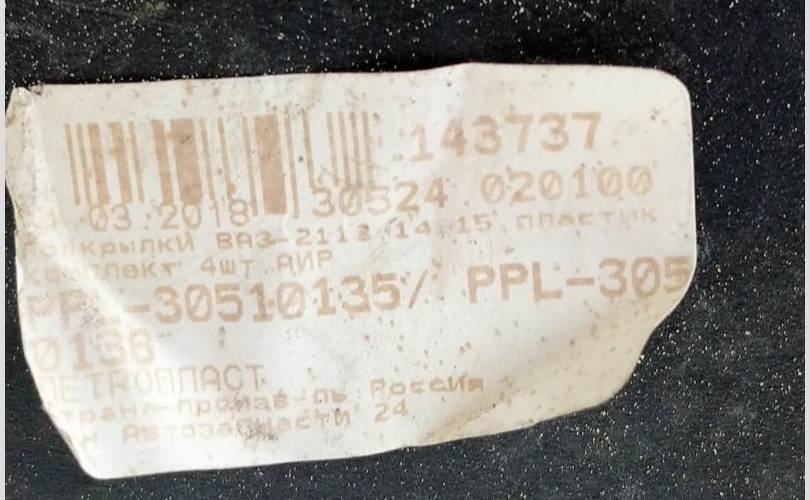 143737
03.2018 30524 020100
подкрылки ВАЗ-2113,14,15 пластик
комплект 4шт АИР
PPL-30510135/ PPL-305
0136
ПЕТРОПЛАСТ
Страна-произв-ль Россия
Автозапчасти 24